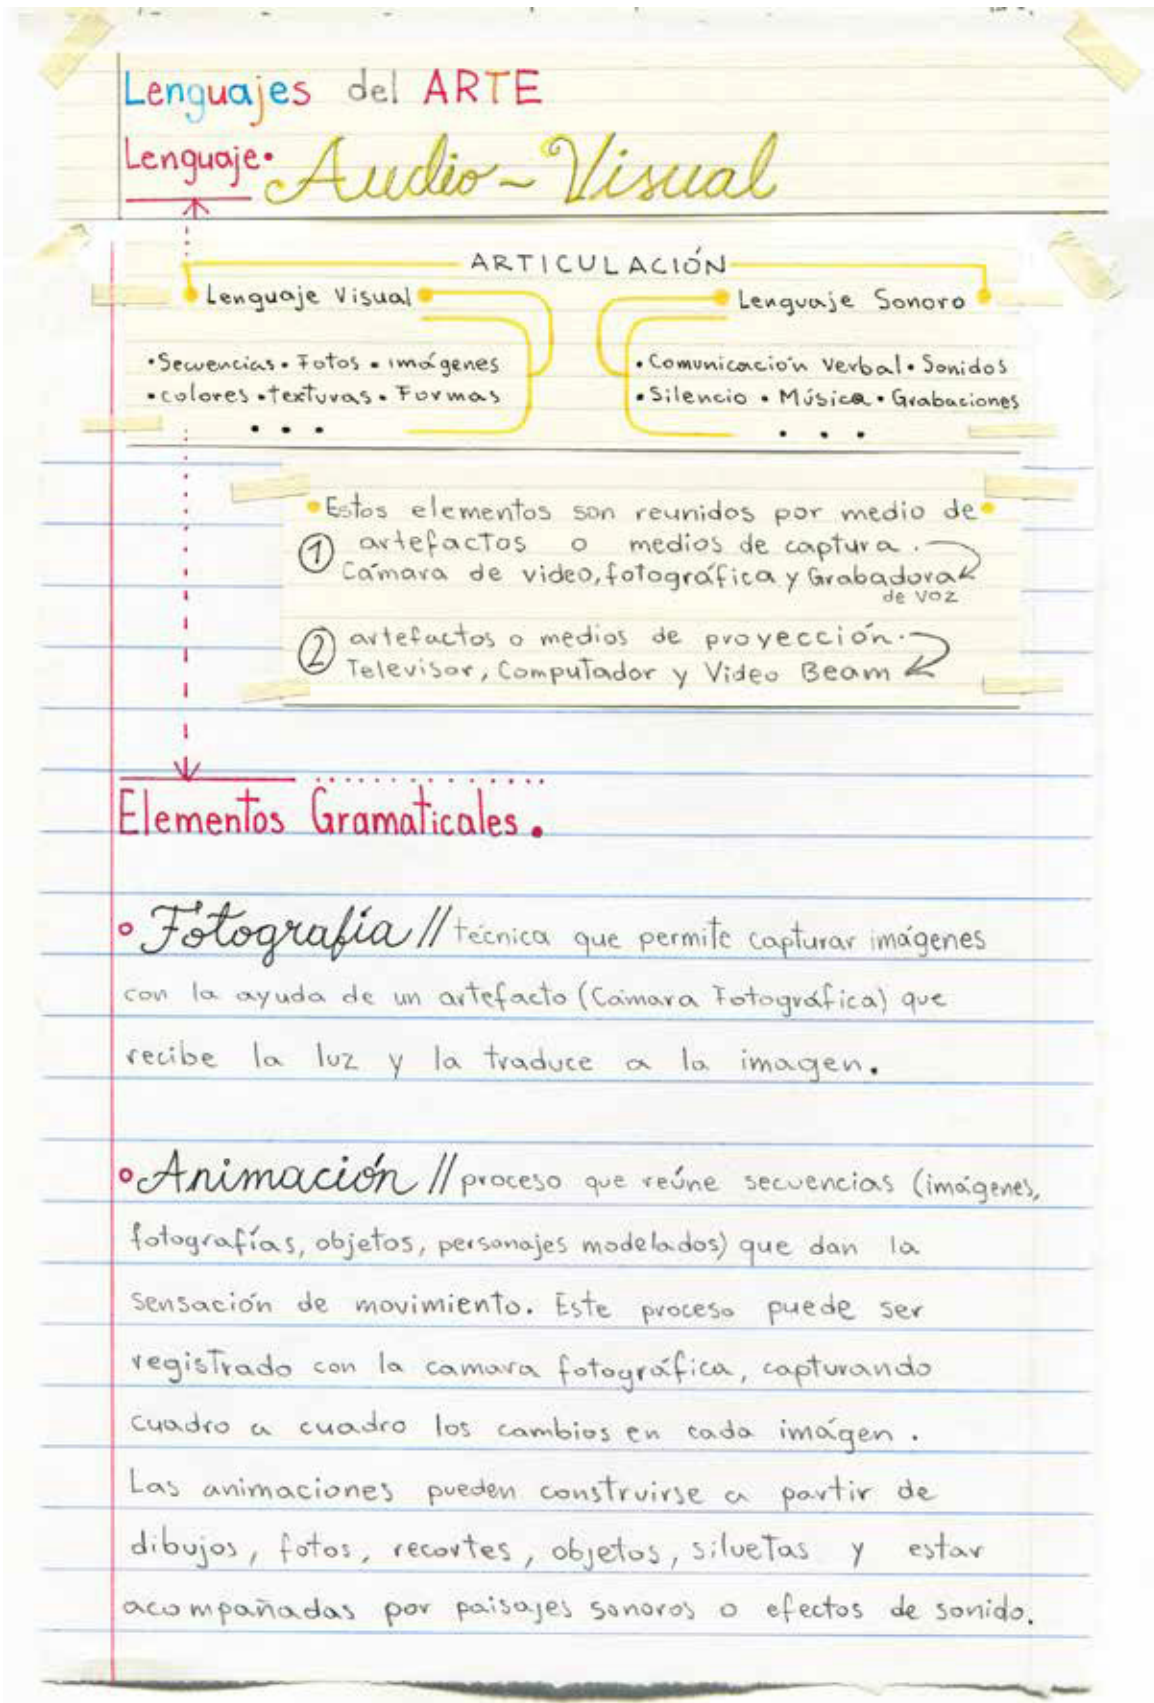 Lenguajes del ARTE
Lenguaje• Audio-Visual
ARTICULACIÓN
Lenguaje Visual
Lenguaje Sonoro
•Secuencias • Fotos • imágenes
•colores •texturas • Formas
• • •
•Comunicación Verbal • Sonidos
•Silencio • Música • Grabaciones
• • •
•Estos elementos son reunidos por medio de•
① artefactos o medios de captura.
Cámara de video, fotográfica y Grabadora
de voz
② artefactos o medios de proyección.
Televisor, Computador y Video Beam
Elementos Gramaticales.
• Fotografía // técnica que permite capturar imágenes
con la ayuda de un artefacto (Cámara Fotográfica) que
recibe la luz y la traduce a la imagen.
•Animación // proceso que reúne secuencias (imágenes,
fotografías, objetos, personajes modelados) que dan la
sensación de movimiento. Este proceso puede ser
registrado con la camara fotográfica, capturando
cuadro a cuadro los cambios en cada imágen.
Las animaciones pueden construirse a partir de
dibujos, fotos, recortes, objetos, siluetas y estar
acompañadas por paisajes sonoros o efectos de sonido.